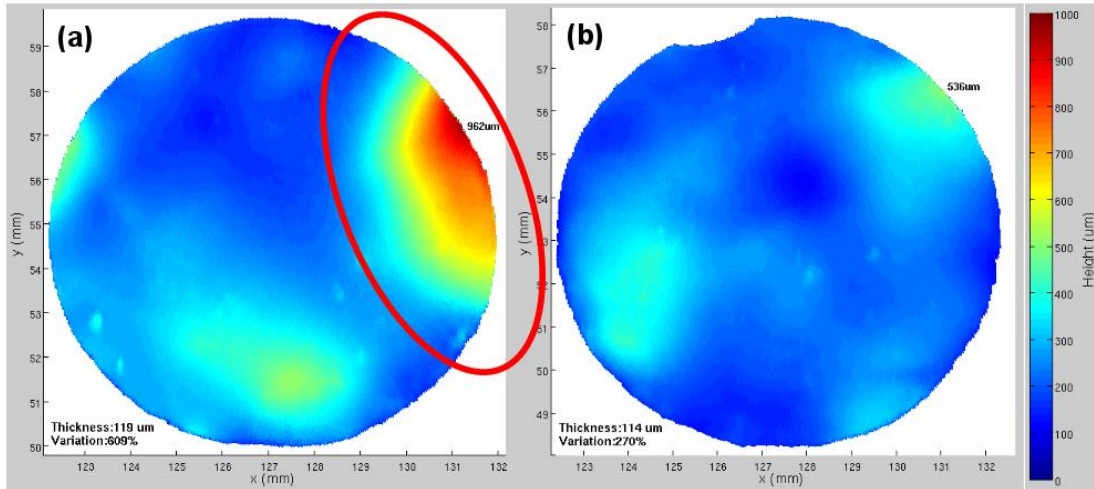 (a)
962um
Thickness:119 um
Variation:609%
59
58
57
56
55
54
53
52
51
50
y (mm)
123 124 125 126 127 128 129 130 131 132
x (mm)
(b)
536um
Thickness:114 um
Variation:270%
58
57
56
55
54
53
52
51
50
49
y (mm)
123 124 125 126 127 128 129 130 131 132
x (mm)
1000
900
800
700
600
500
400
300
200
100
0
Height (um)